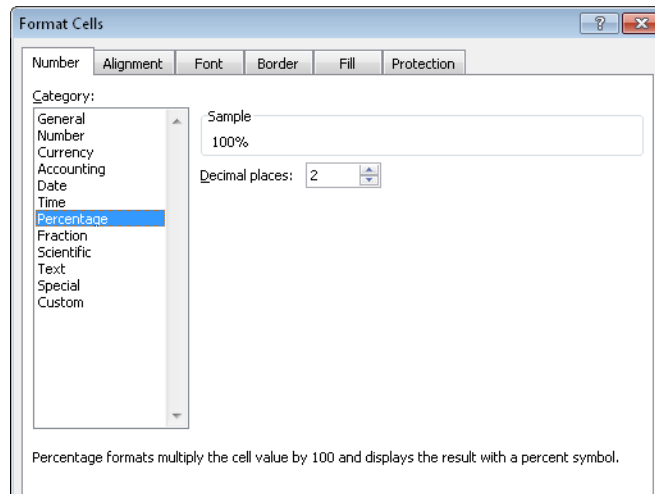 Format Cells
Number Alignment Font Border Fill Protection
Category:
General
Number
Currency
Accounting
Date
Time
Percentage
Fraction
Scientific
Text
Special
Custom
Sample
100%
Decimal places: 2
Percentage formats multiply the cell value by 100 and displays the result with a percent symbol.